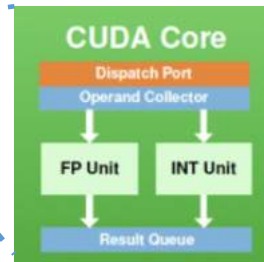 CUDA Core
Dispatch Port
Operand Collector
FP Unit INT Unit
Result Queue